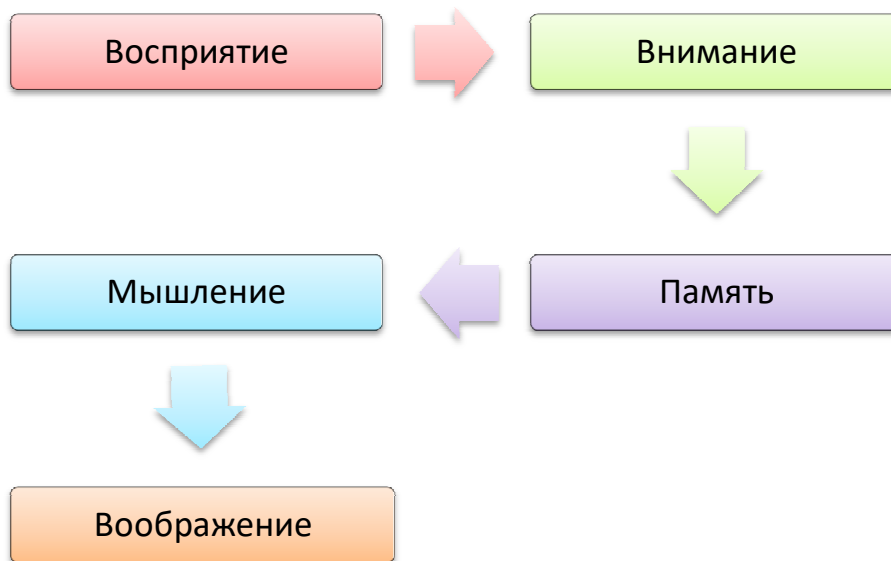 Восприятие
Внимание
Память
Мышление
Воображение